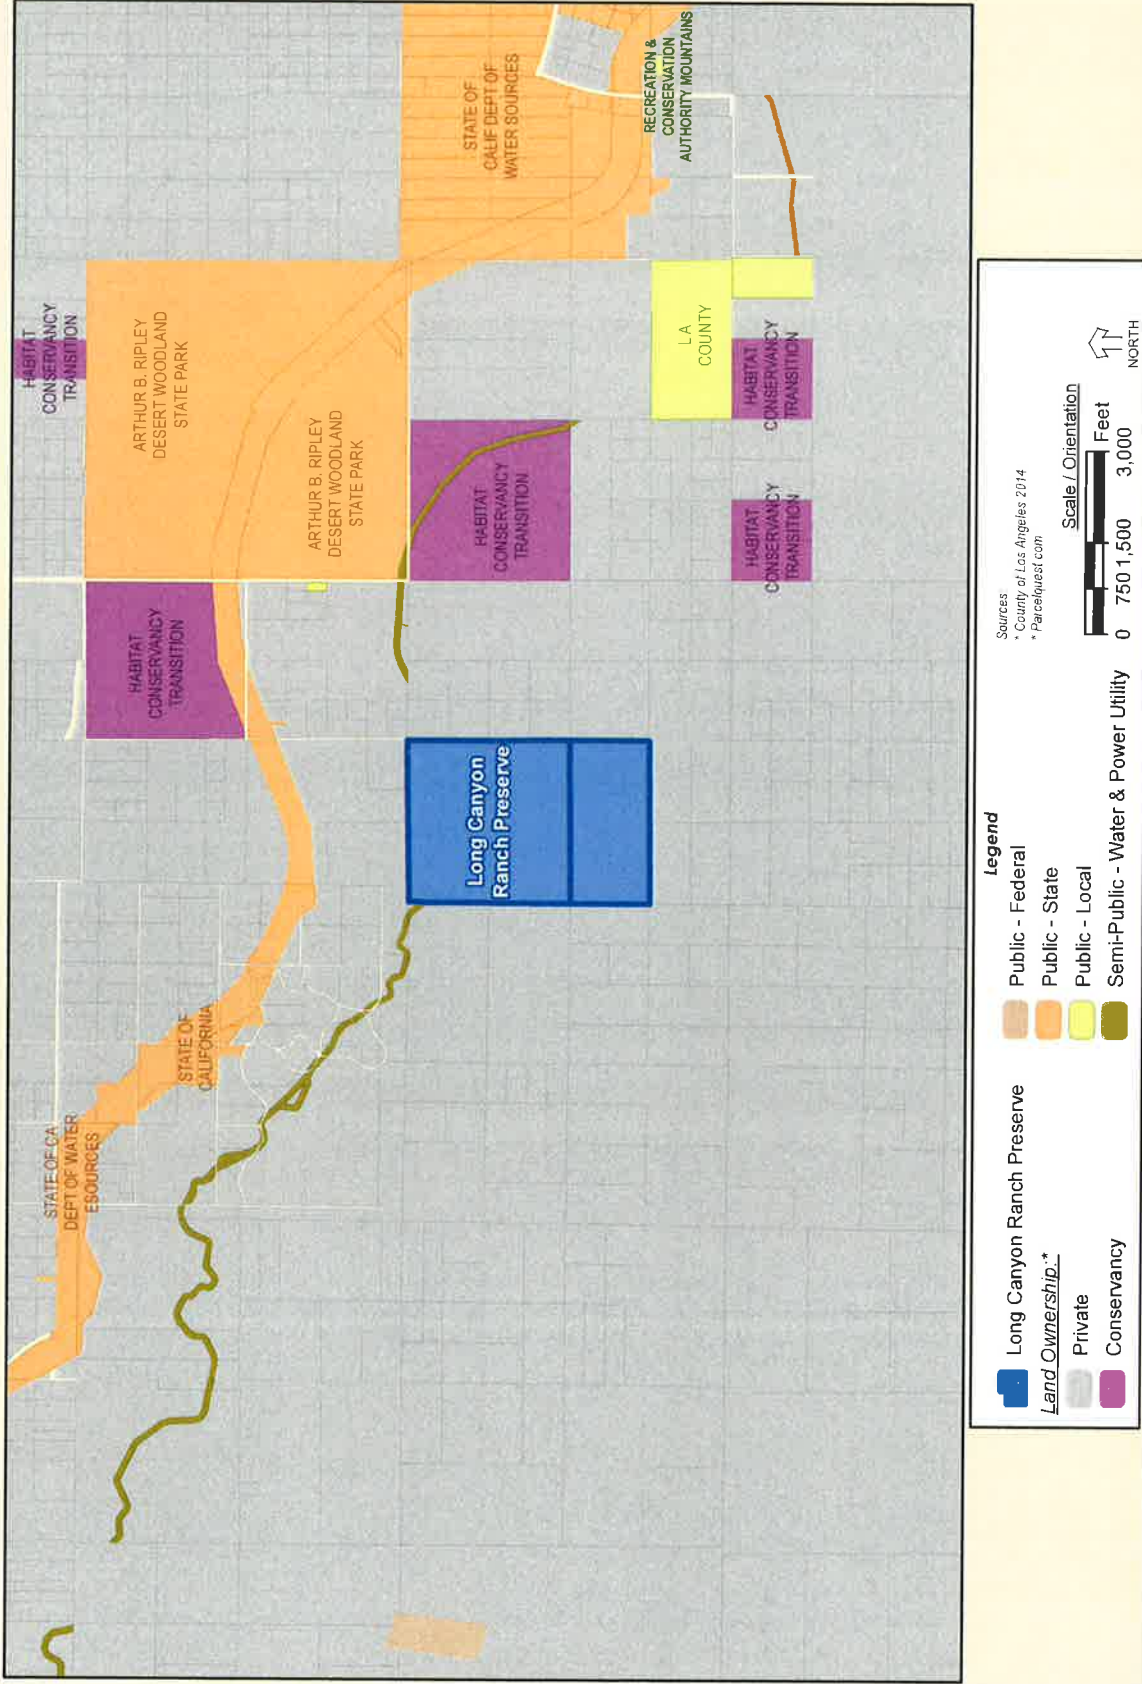 HABITAT
CONSERVANCY
TRANSITION
ARTHUR B. RIPLEY
DESERT WOODLAND
STATE PARK
STATE OF
CALIF DEPT OF
WATER SOURCES
RECREATION &
CONSERVATION
AUTHORITY MOUNTAINS
HABITAT
CONSERVANCY
TRANSITION
ARTHUR B. RIPLEY
DESERT WOODLAND
STATE PARK
HABITAT
CONSERVANCY
TRANSITION
L A
COUNTY
HABITAT
CONSERVANCY
TRANSITION
HABITAT
CONSERVANCY
TRANSITION
STATE OF CA
DEPT OF WATER
ESOURCES
STATE OF
CALIFORNIA
Long Canyon
Ranch Preserve
Legend
Long Canyon Ranch Preserve
Land Ownership:*
Private
Conservancy
Public - Federal
Public - State
Public - Local
Semi-Public - Water & Power Utility
Sources
* County of Los Angeles 2014
* Parcelquest com
Scale / Orientation
Feet
0 750 1,500 3,000
NORTH